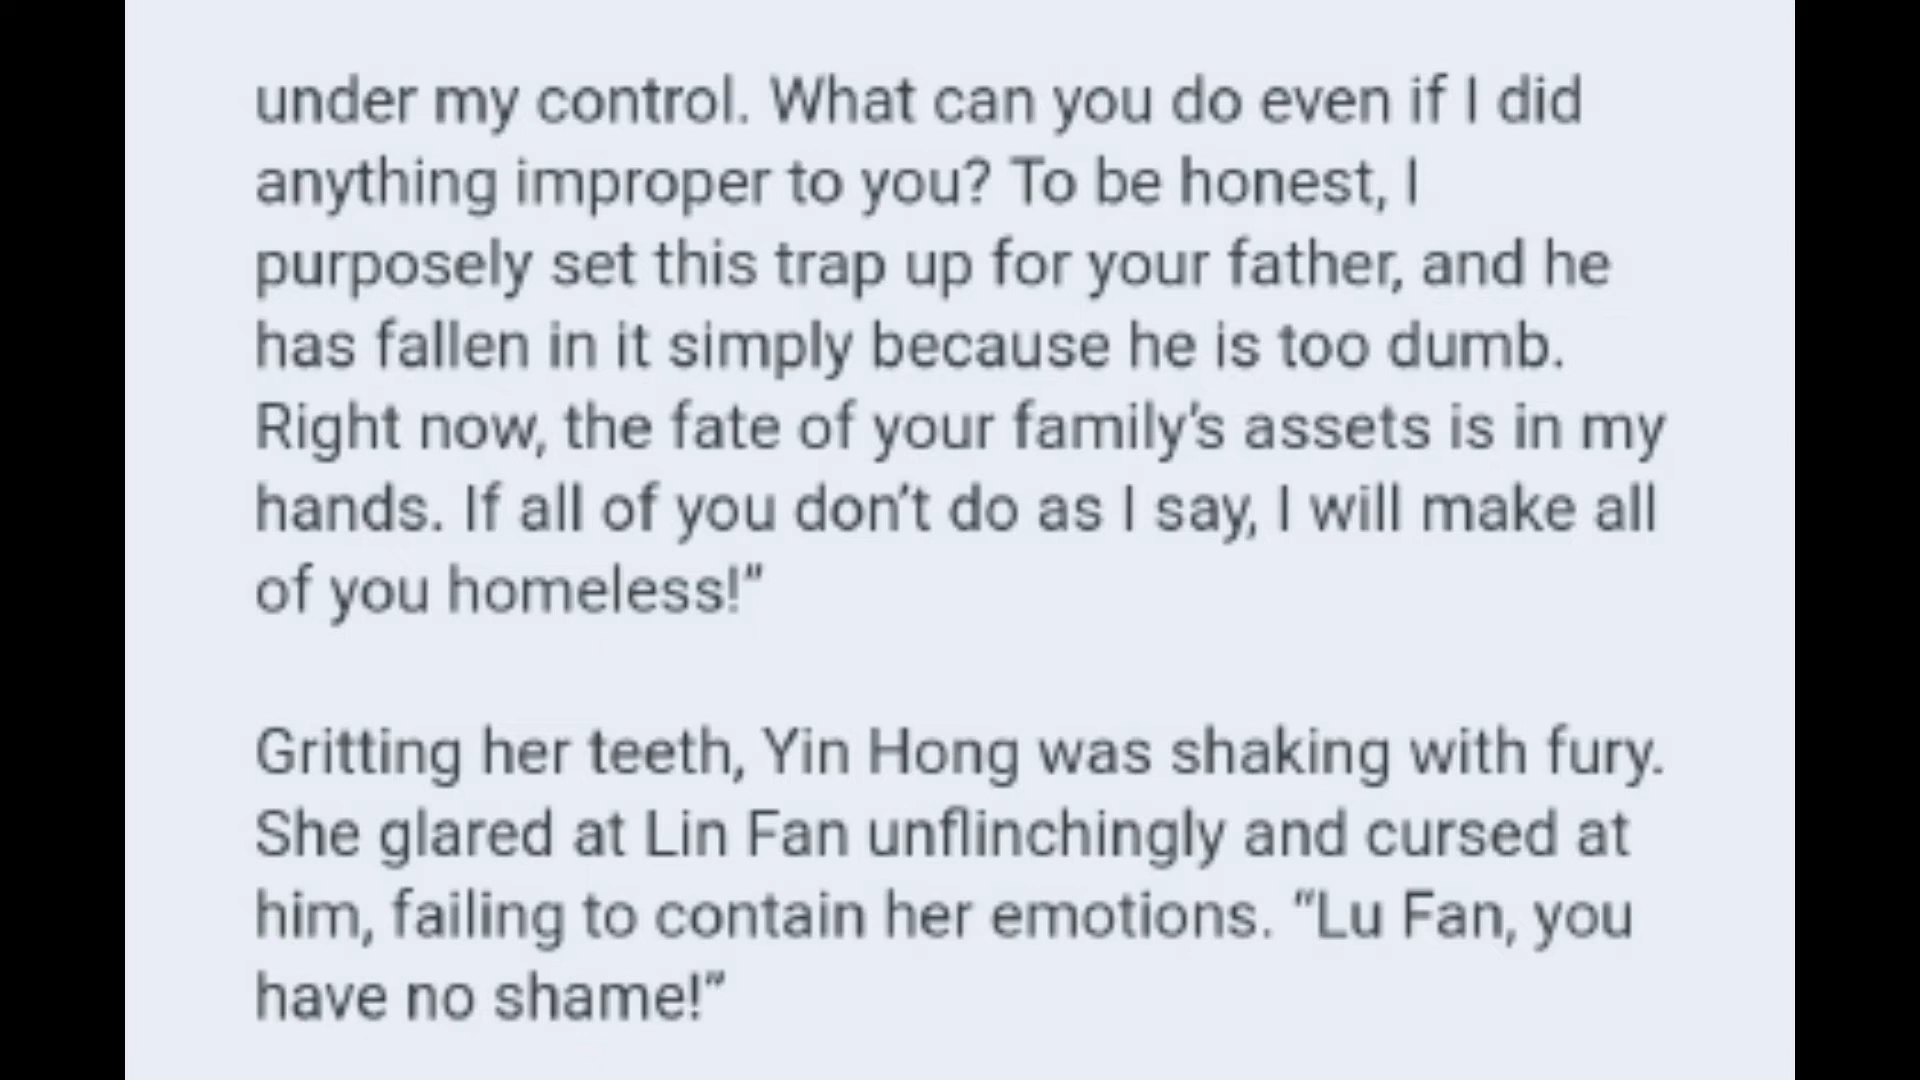 under my control. What can you do even if I did
anything improper to you? To be honest, I
purposely set this trap up for your father, and he
has fallen in it simply because he is too dumb.
Right now, the fate of your family’s assets is in my
hands. If all of you don’t do as I say, I will make all
of you homeless!”
Gritting her teeth, Yin Hong was shaking with fury.
She glared at Lin Fan unflinchingly and cursed at
him, failing to contain her emotions. “Lu Fan, you
have no shame!”